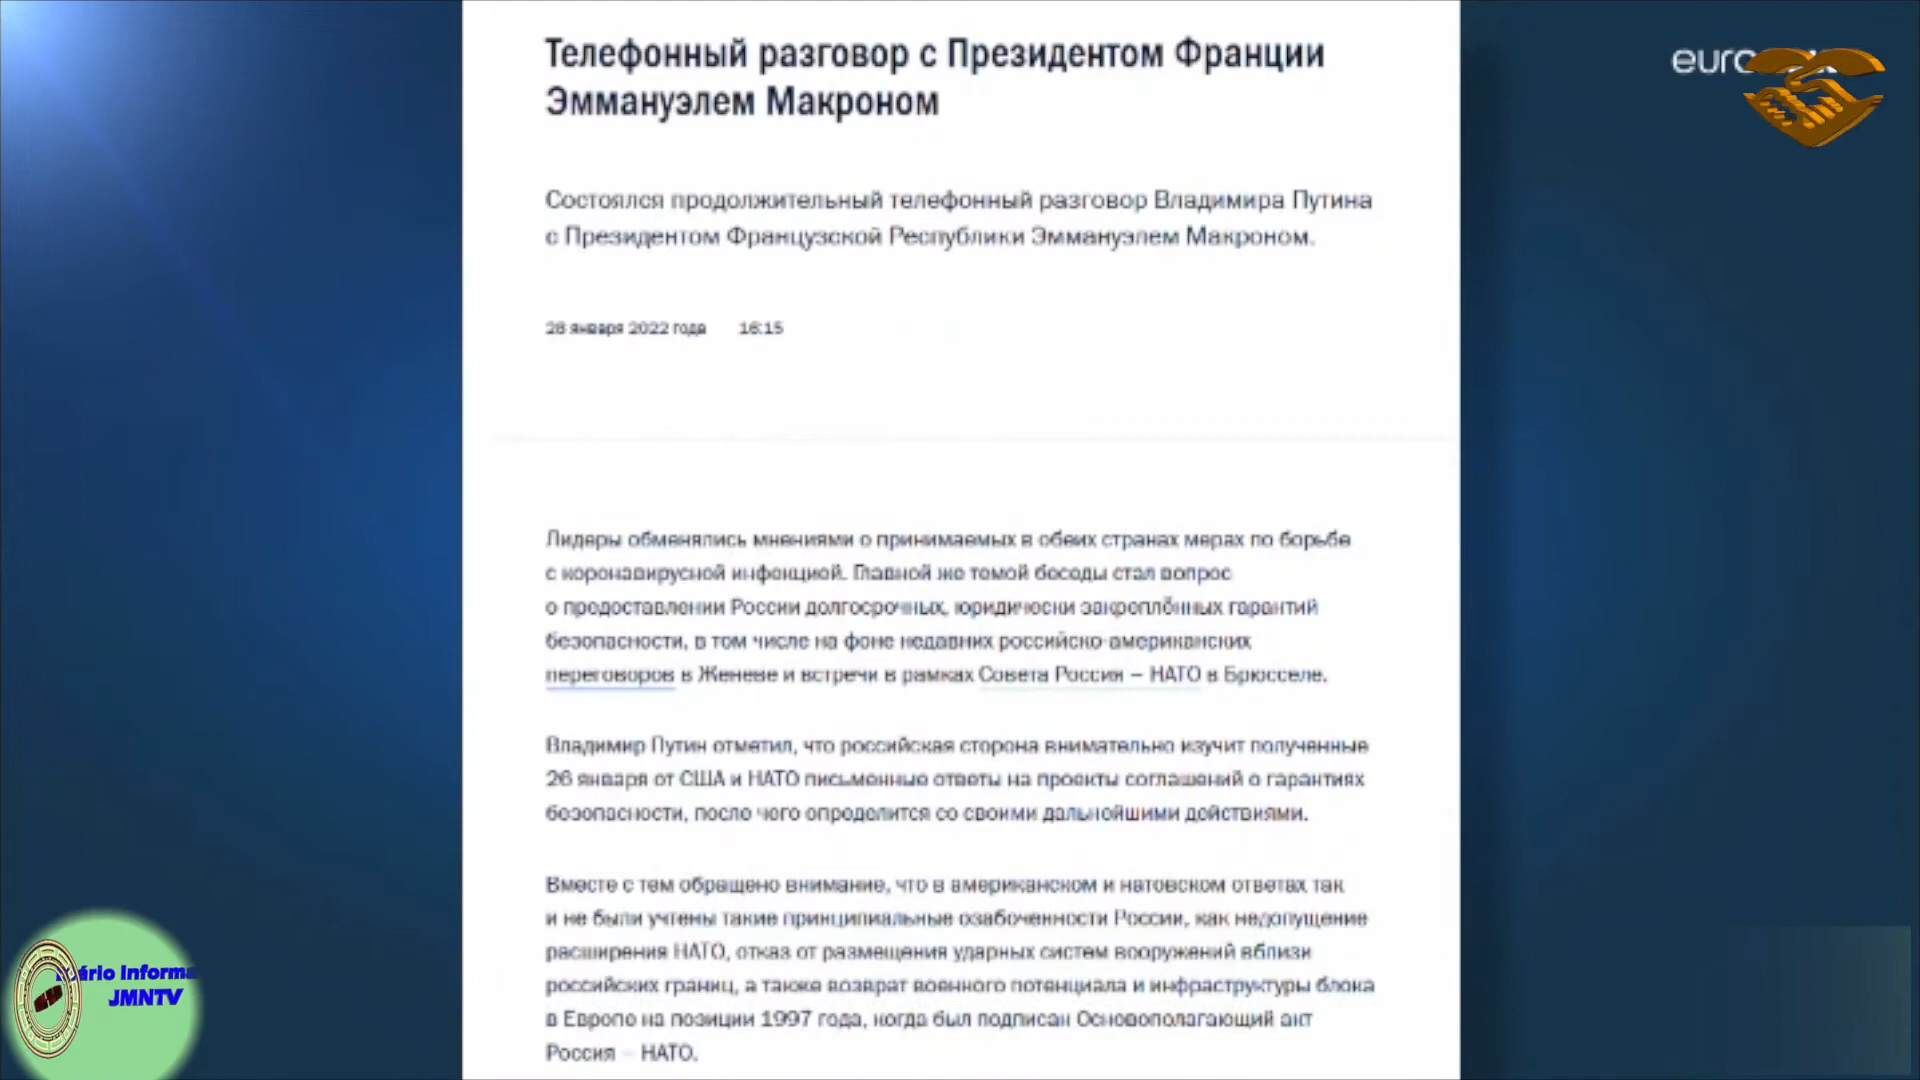 Телефонный разговор с Президентом Франции
Эммануэлем Макроном
Состоялся продолжительный телефонный разговор Владимира Путина
с Президентом Французской Республики Эммануэлем Макроном.
28 января 2022 года 16:15
Лидеры обменялись мнениями о принимаемых в обеих странах мерах по борьбе
с коронавирусной инфекцией. Главной же темой беседы стал вопрос
о предоставлении России долгосрочных, юридически закреплённых гарантий
безопасности, в том числе на фоне недавних российско-американских
переговоров в Женеве и встречи в рамках Совета Россия – НАТО в Брюсселе.
Владимир Путин отметил, что российская сторона внимательно изучит полученные
26 января от США и НАТО письменные ответы на проекты соглашений о гарантиях
безопасности, после чего определится со своими дальнейшими действиями.
Вместе с тем обращено внимание, что в американском и натовском ответах так
и не были учтены такие принципиальные озабоченности России, как недопущение
расширения НАТО, отказ от размещения ударных систем вооружений вблизи
российских границ, а также возврат военного потенциала и инфраструктуры блока
в Европе на позиции 1997 года, когда был подписан Основополагающий акт
Россия – НАТО.
ário Informa
JMNTV